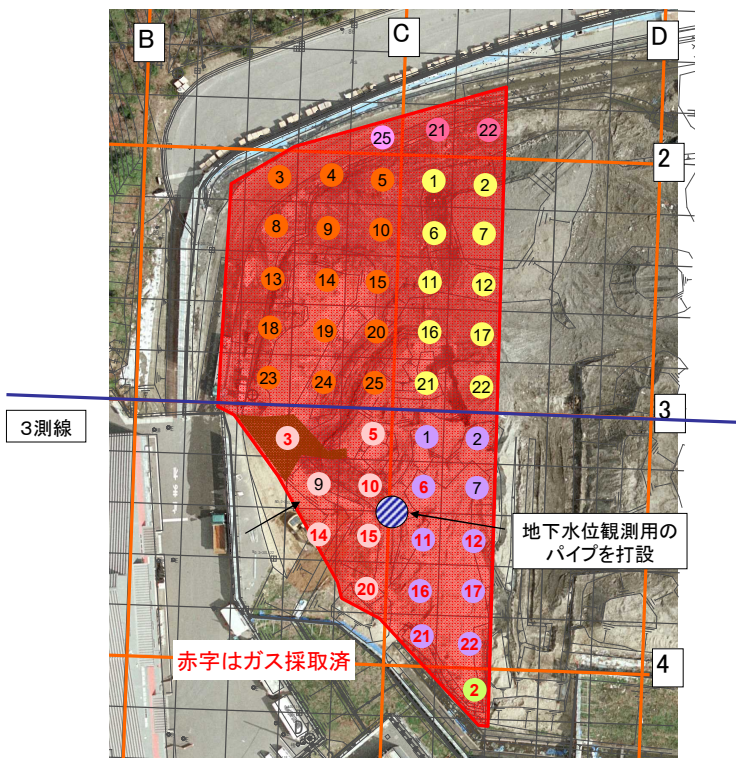 B
C
D
25 21 22
2
3 4 5 1 2
8 9 10 6 7
13 14 15 11 12
18 19 20 16 17
23 24 25 21 22
3
3測線
3 5 1 2
9 10 6 7
地下水位観測用の
パイプを打設
14 15 11 12
20 16 17
21 22
赤字はガス採取済
4
2